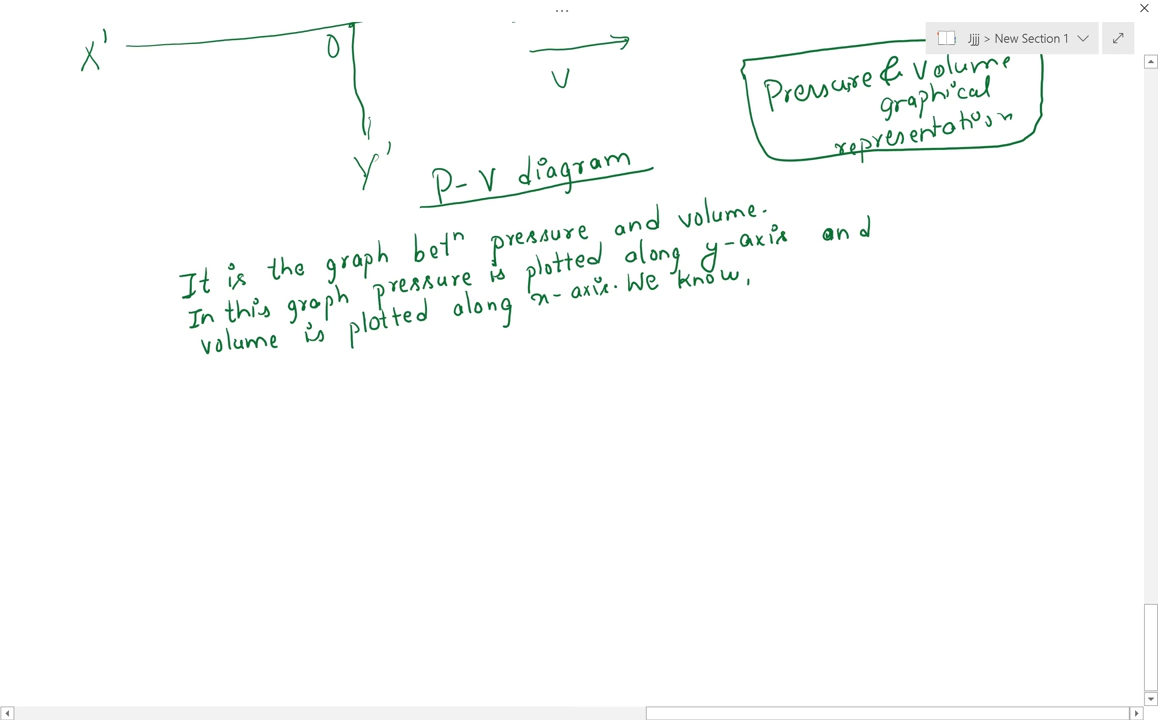 ...
Jjjj > New Section 1
X'
0
V
Y'
Pressure & Volume
graphical
representation
P-V diagram
It is the graph betⁿ pressure and volume.
In this graph pressure is plotted along y-axis and
volume is plotted along x-axis. We know,